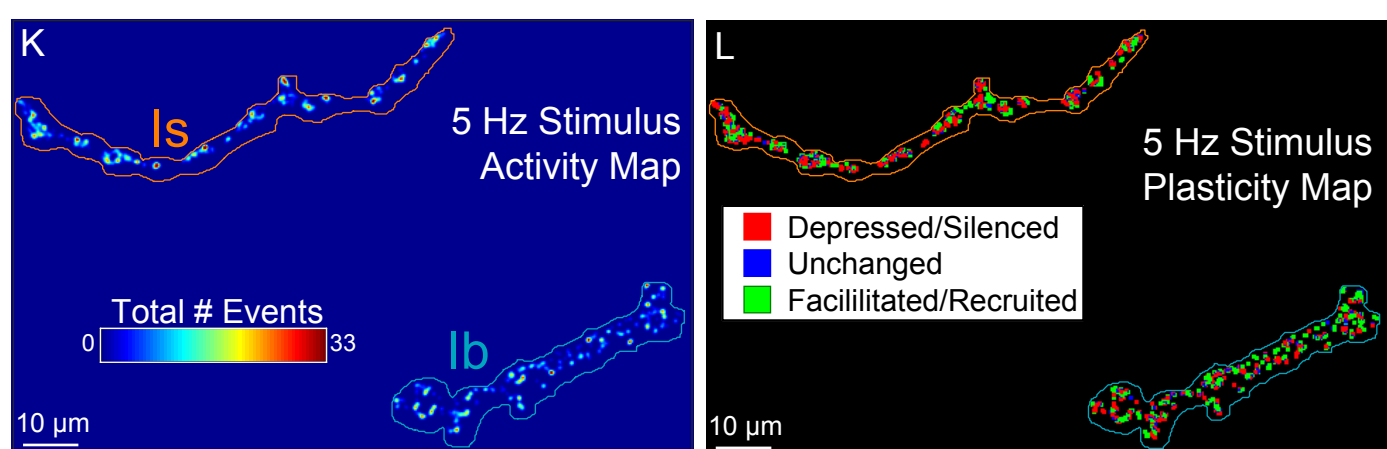 K
Is
5 Hz Stimulus
Activity Map
Total # Events
0
33
Ib
10 µm
L
5 Hz Stimulus
Plasticity Map
Depressed/Silenced
Unchanged
Facililitated/Recruited
10 µm